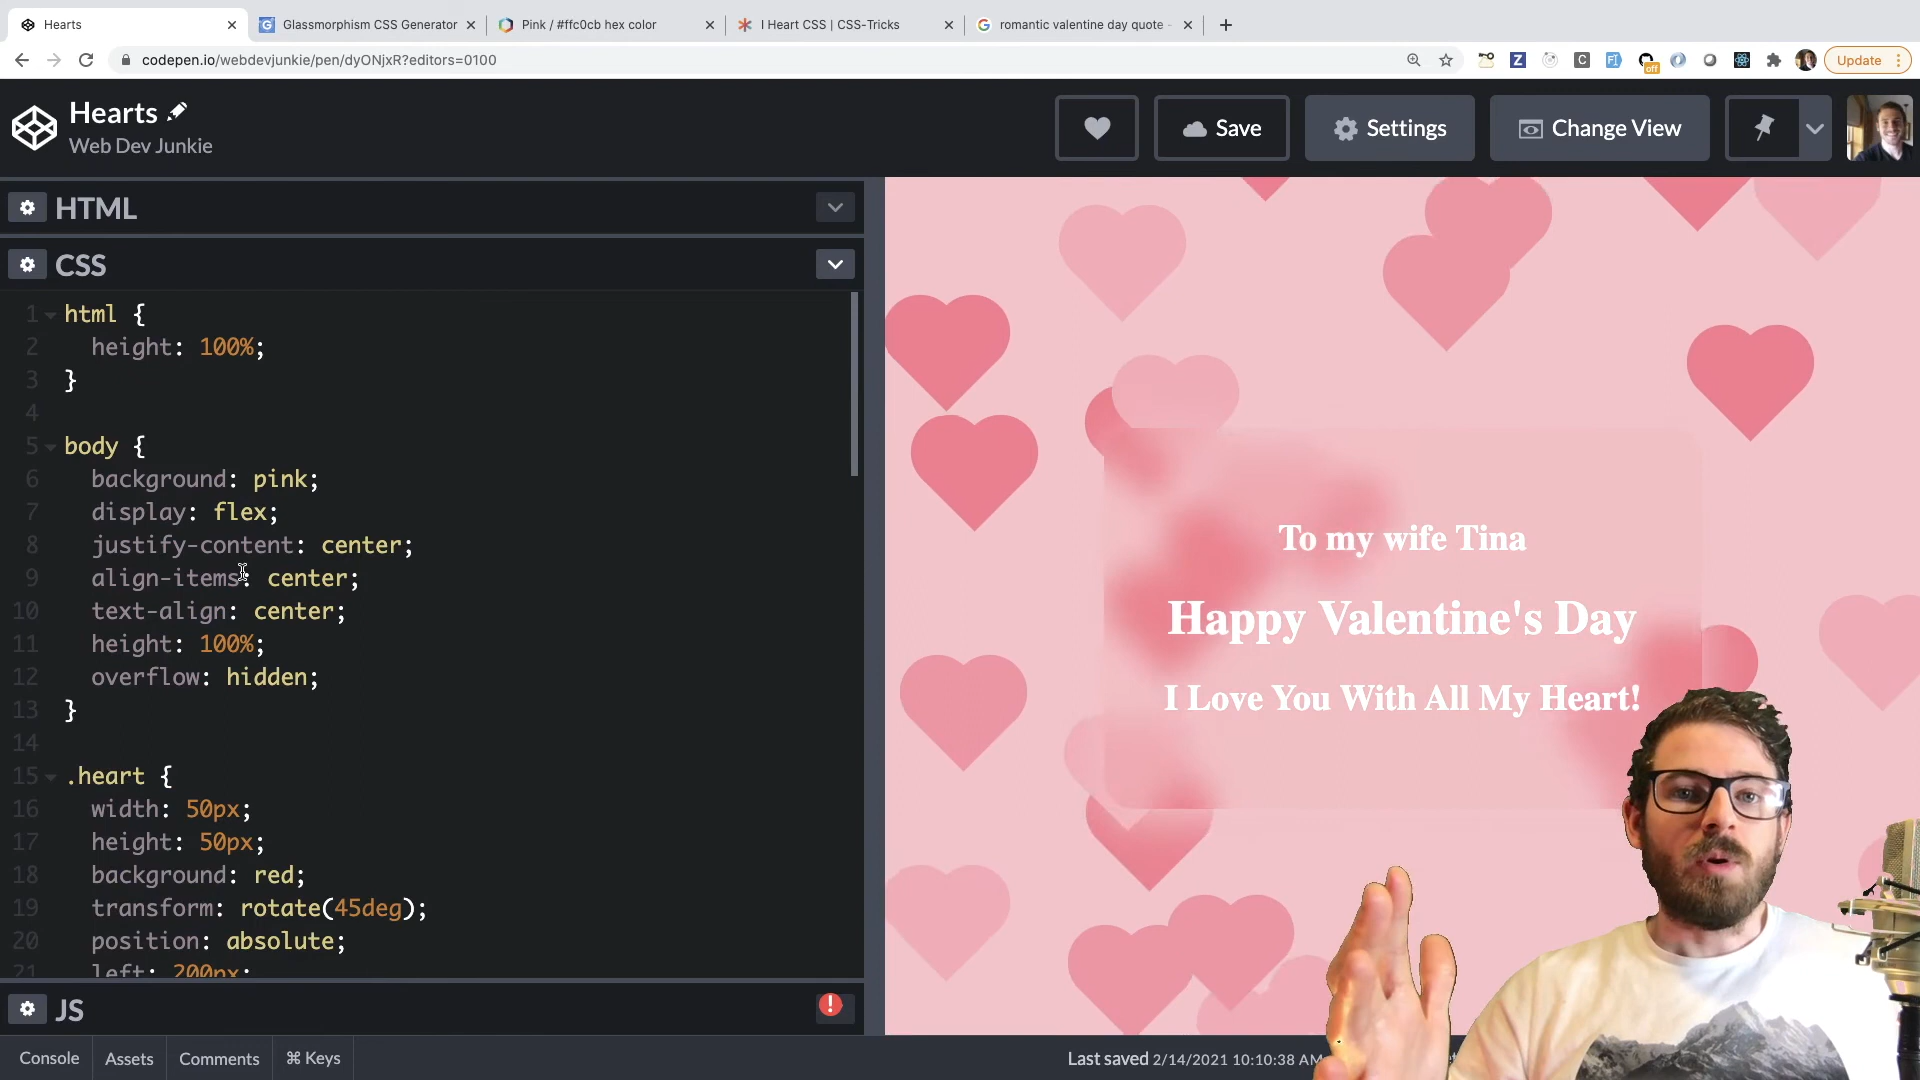 Hearts
Glassmorphism CSS Generator
Pink / #ffc0cb hex color
I Heart CSS | CSS-Tricks
romantic valentine day quote -
codepen.io/webdevjunkie/pen/dyONjxR?editors=0100
Z
C
off
Update
Hearts
Web Dev Junkie
Save
Settings
Change View
HTML
CSS
1 html {
2 height: 100%;
3 }
4
5 body {
6 background: pink;
7 display: flex;
8 justify-content: center;
9 align-items: center;
10 text-align: center;
11 height: 100%;
12 overflow: hidden;
13 }
14
15 .heart {
16 width: 50px;
17 height: 50px;
18 background: red;
19 transform: rotate(45deg);
20 position: absolute;
21 left: 200px;
To my wife Tina
Happy Valentine's Day
I Love You With All My Heart!
JS
!
Console
Assets
Comments
⌘ Keys
Last saved 2/14/2021 10:10:38 AM